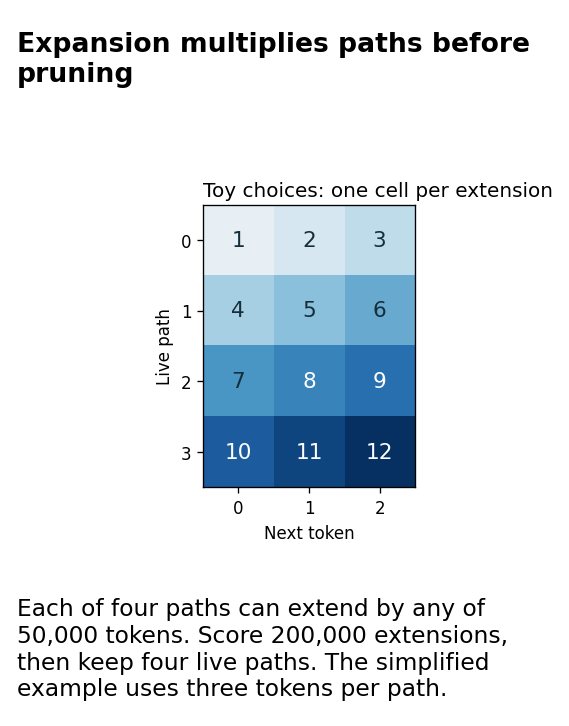 Expansion multiplies paths before
pruning
Toy choices: one cell per extension
0 1 2 3
1 4 5 6
2 7 8 9
3 10 11 12
Live path
0 1 2
Next token
Each of four paths can extend by any of
50,000 tokens. Score 200,000 extensions,
then keep four live paths. The simplified
example uses three tokens per path.